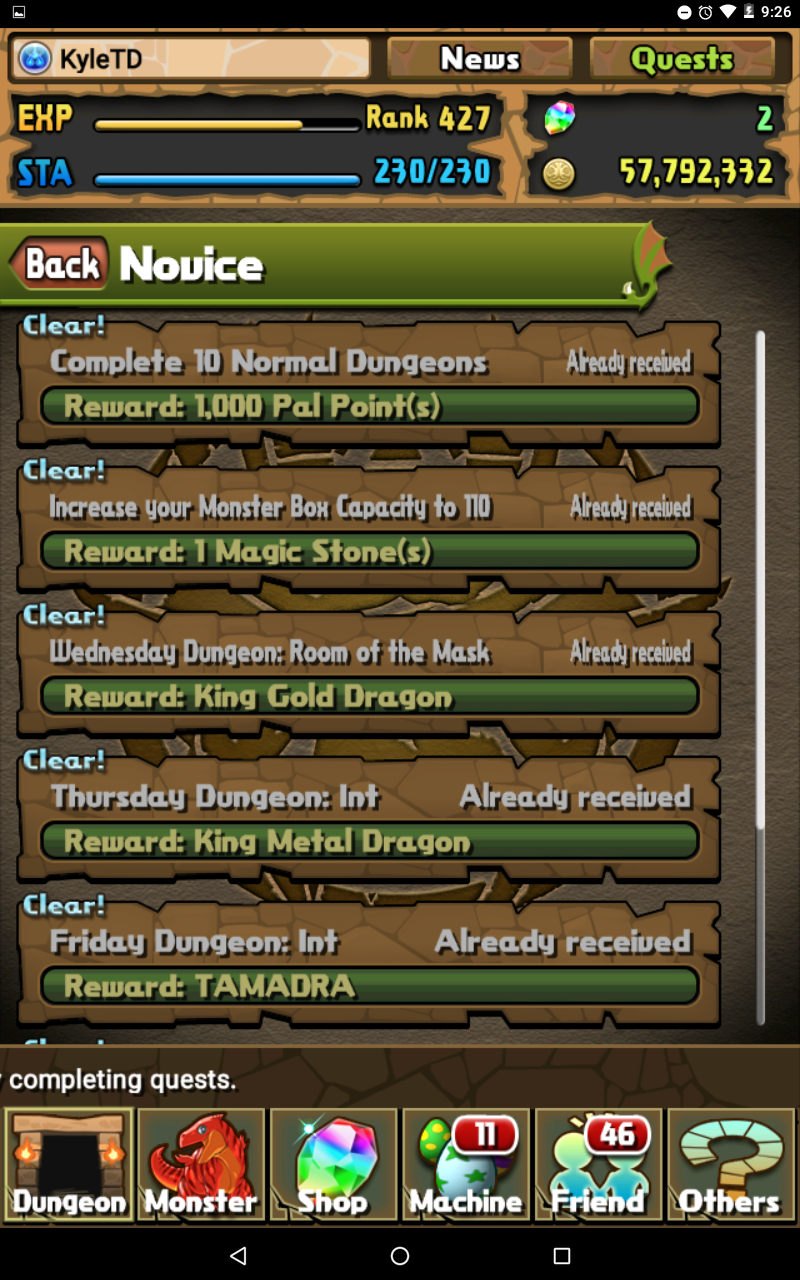 9:26
KyleTD
News
Quests
EXP
Rank 427
2
STA
230/230
57,792,332
Back
Novice
Clear!
Complete 10 Normal Dungeons
Already received
Reward: 1,000 Pal Point(s)
Clear!
Increase your Monster Box Capacity to 110
Already received
Reward: 1 Magic Stone(s)
Clear!
Wednesday Dungeon: Room of the Mask
Already received
Reward: King Gold Dragon
Clear!
Thursday Dungeon: Int
Already received
Reward: King Metal Dragon
Clear!
Friday Dungeon: Int
Already received
Reward: TAMADRA
completing quests.
11
46
Dungeon
Monster
Shop
Machine
Friend
Others